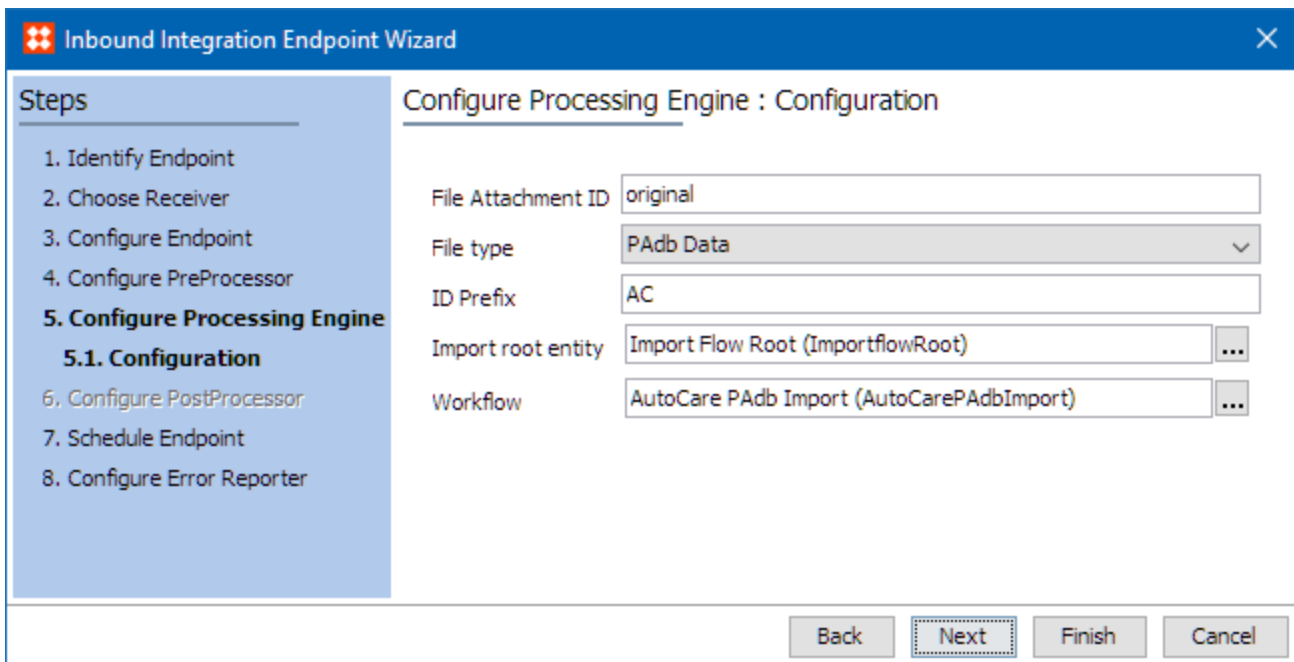 Inbound Integration Endpoint Wizard
Steps
1. Identify Endpoint
2. Choose Receiver
3. Configure Endpoint
4. Configure PreProcessor
5. Configure Processing Engine
5.1. Configuration
6. Configure PostProcessor
7. Schedule Endpoint
8. Configure Error Reporter
Configure Processing Engine : Configuration
File Attachment ID original
File type PAdb Data
ID Prefix AC
Import root entity Import Flow Root (ImportflowRoot) ...
Workflow AutoCare PAdb Import (AutoCarePAdbImport) ...
Back Next Finish Cancel